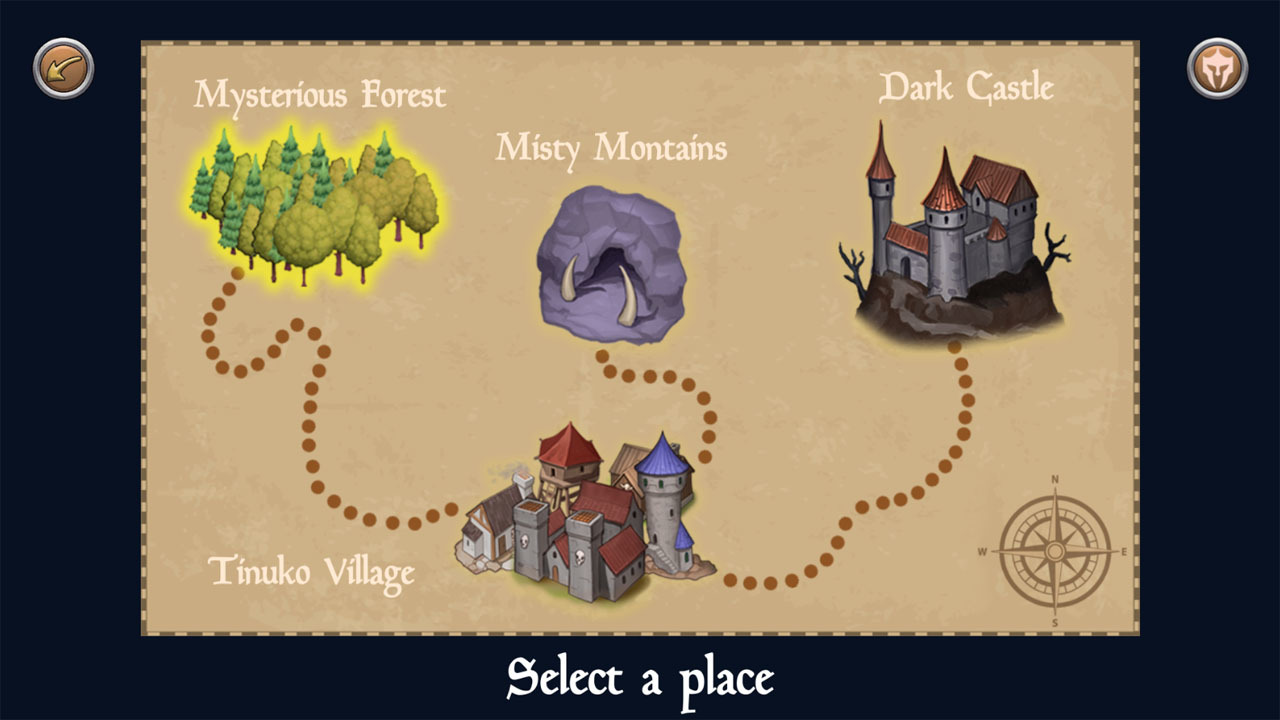 Mysterious Forest
Dark Castle
Misty Montains
Tinuko Village
N
W
E
S
Select a place